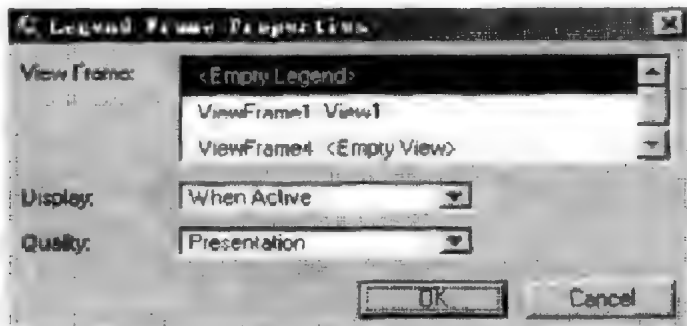 Legend Frame Properties
View Frame: <Empty Legend>
ViewFrame1 View1
ViewFrame4 <Empty View>
Display: When Active
Quality: Presentation
OK Cancel